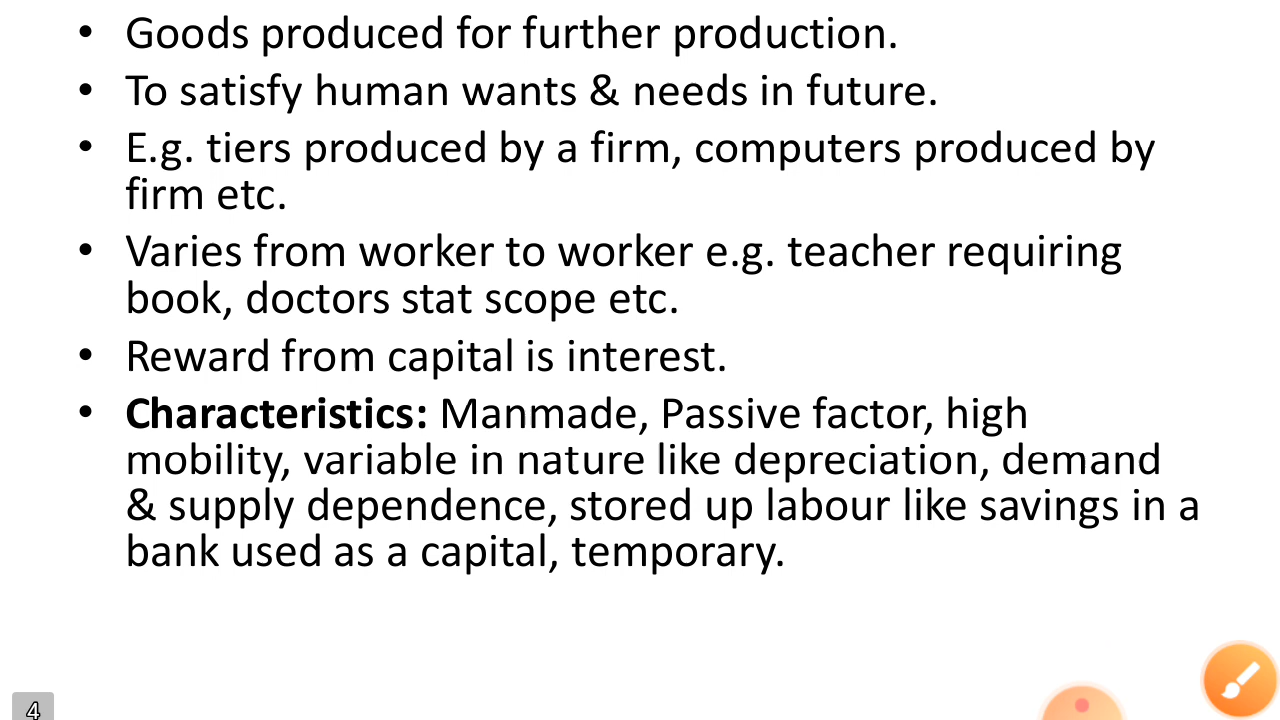 • Goods produced for further production.
• To satisfy human wants & needs in future.
• E.g. tiers produced by a firm, computers produced by
firm etc.
• Varies from worker to worker e.g. teacher requiring
book, doctors stat scope etc.
• Reward from capital is interest.
• Characteristics: Manmade, Passive factor, high
mobility, variable in nature like depreciation, demand
& supply dependence, stored up labour like savings in a
bank used as a capital, temporary.
4